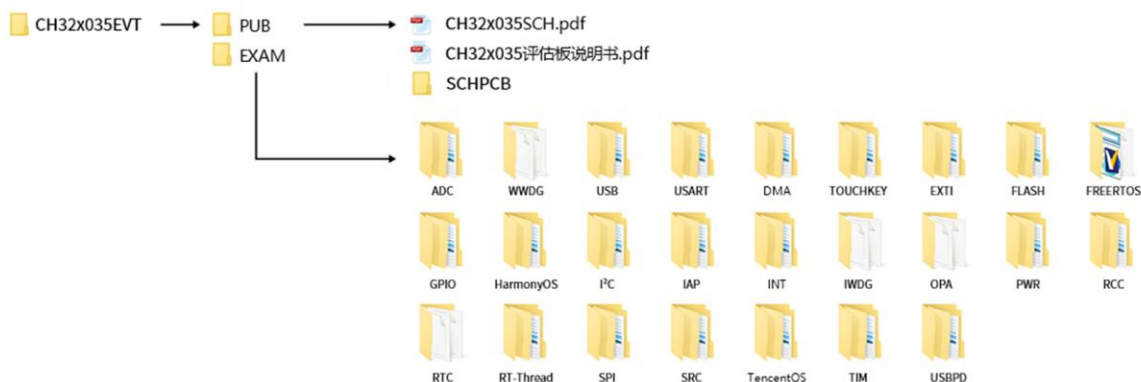 CH32x035EVT
PUB
EXAM
CH32x035SCH.pdf
CH32x035评估板说明书.pdf
SCHPCB
ADC WWDG USB USART DMA TOUCHKEY EXTI FLASH FREERTOS
GPIO HarmonyOS I²C IAP INT IWDG OPA PWR RCC
RTC RT-Thread SPI SRC TencentOS TIM USBPD